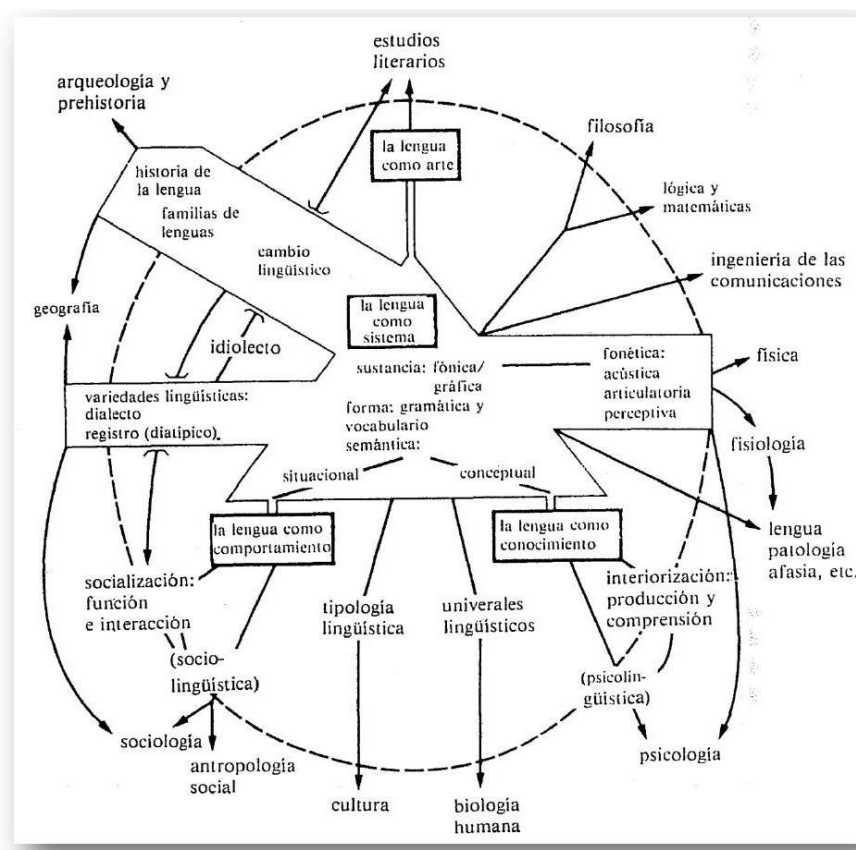 estudios
literarios
arqueología y
prehistoria
filosofía
la lengua
como arte
historia de
la lengua
familias de
lenguas
lógica y
matemáticas
cambio
lingüístico
ingenieria de las
comunicaciones
geografía
la lengua
como
sistema
idiolecto
sustancia: fónica/
gráfica
fonética:
acústica
articulatoria
perceptiva
física
variedades lingüísticas:
dialecto
registro (diatípico).
forma: gramática y
vocabulario
semántica:
fisiología
situacional
conceptual
la lengua como
comportamiento
la lengua como
conocimiento
lengua
patología
afasia, etc.
socialización:
función
e interacción
tipología
lingüística
univerales
lingüísticos
interiorización:
producción y
comprensión
(socio-
lingüística)
(psicolin-
güística)
sociología
psicología
antropología
social
cultura
biología
humana